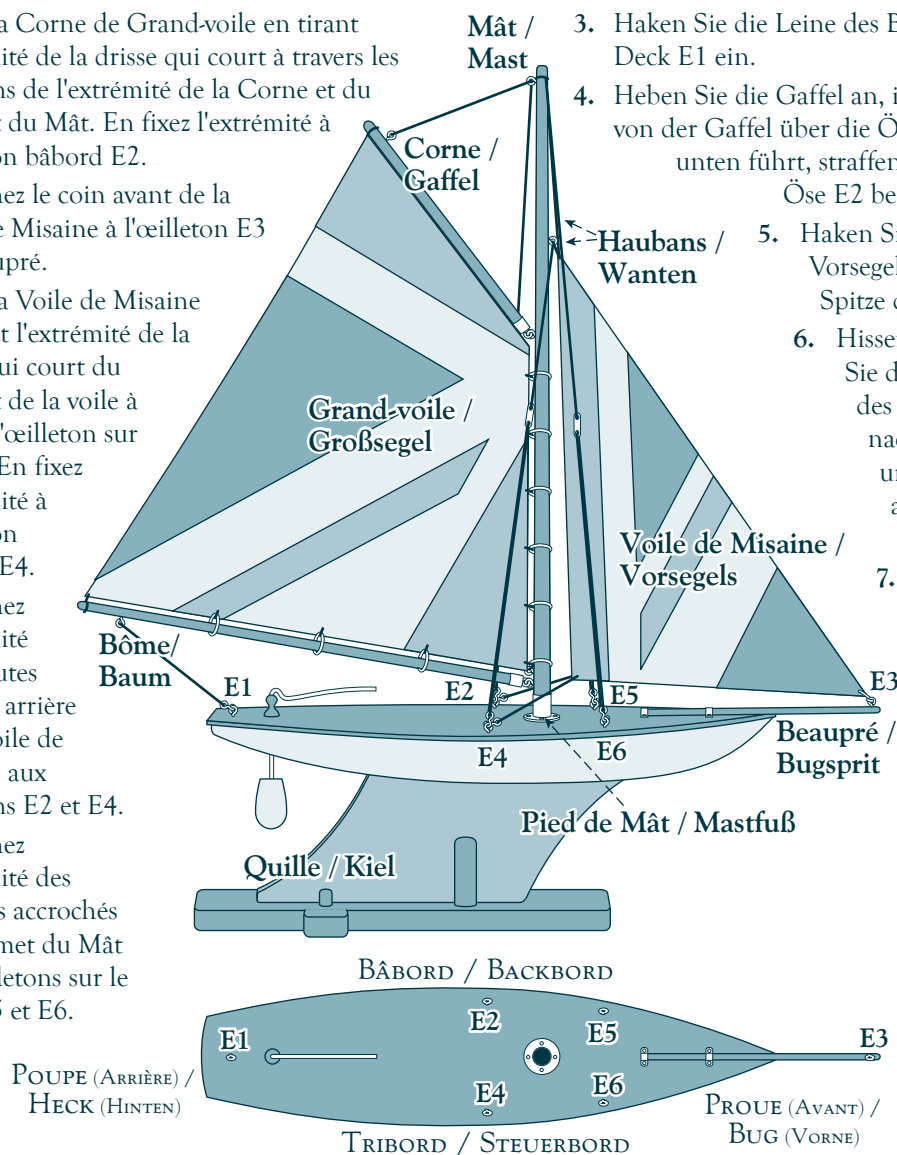 a Corne de Grand-voile en tirant
ité de la drisse qui court à travers les
ns de l'extrémité de la Corne et du
t du Mât. En fixez l'extrémité à
on bâbord E2.
nez le coin avant de la
e Misaine à l'œilleton E3
upré.
a Voile de Misaine
t l'extrémité de la
ui court du
t de la voile à
'œilleton sur
En fixez
ité à
on
E4.
nez
ité
utes
arrière
oile de
aux
ns E2 et E4.
nez
ité des
s accrochés
met du Mât
letons sur le
5 et E6.
Mât /
Mast
3. Haken Sie die Leine des B
Deck E1 ein.
4. Heben Sie die Gaffel an, i
von der Gaffel über die Ö
unten führt, straffen
Öse E2 be
5. Haken Si
Vorsegel
Spitze d
6. Hissen
Sie d
des
nac
un
a
7.
Corne /
Gaffel
Haubans /
Wanten
Grand-voile /
Großsegel
Voile de Misaine /
Vorsegels
Bôme/
Baum
E1
E2
E5
E3
E4
E6
Beaupré /
Bugsprit
Pied de Mât / Mastfuß
Quille / Kiel
Bâbord / Backbord
E2
E5
E1
E3
E4
E6
Poupe (Arrière) /
Heck (Hinten)
Proue (Avant) /
Bug (Vorne)
Tribord / Steuerbord